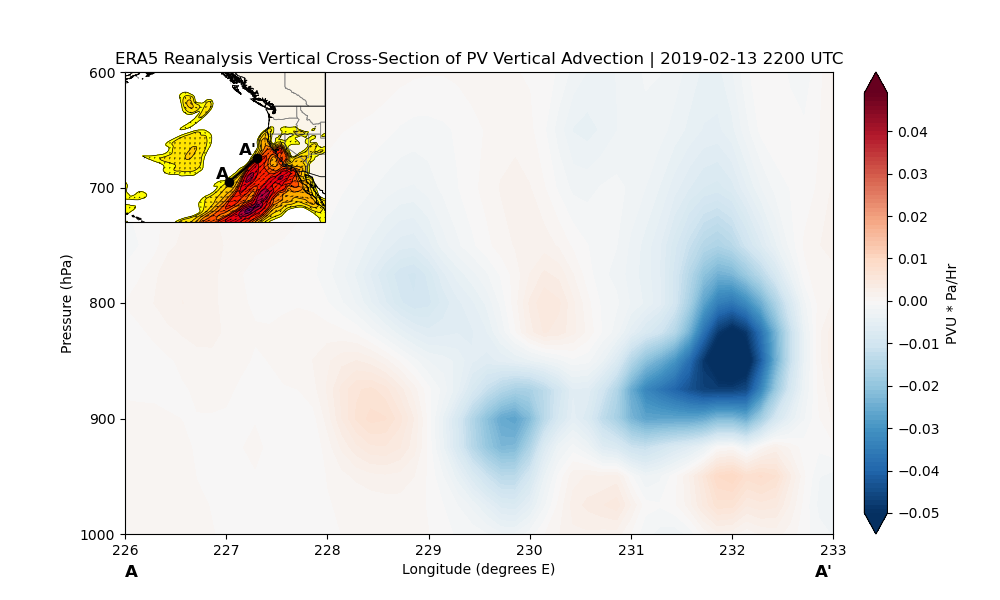 ERA5 Reanalysis Vertical Cross-Section of PV Vertical Advection | 2019-02-13 2200 UTC
600
700
800
900
1000
Pressure (hPa)
A'
A
226
227
228
229
230
231
232
233
A
Longitude (degrees E)
A'
0.04
0.03
0.02
0.01
0.00
−0.01
−0.02
−0.03
−0.04
−0.05
PVU * Pa/Hr